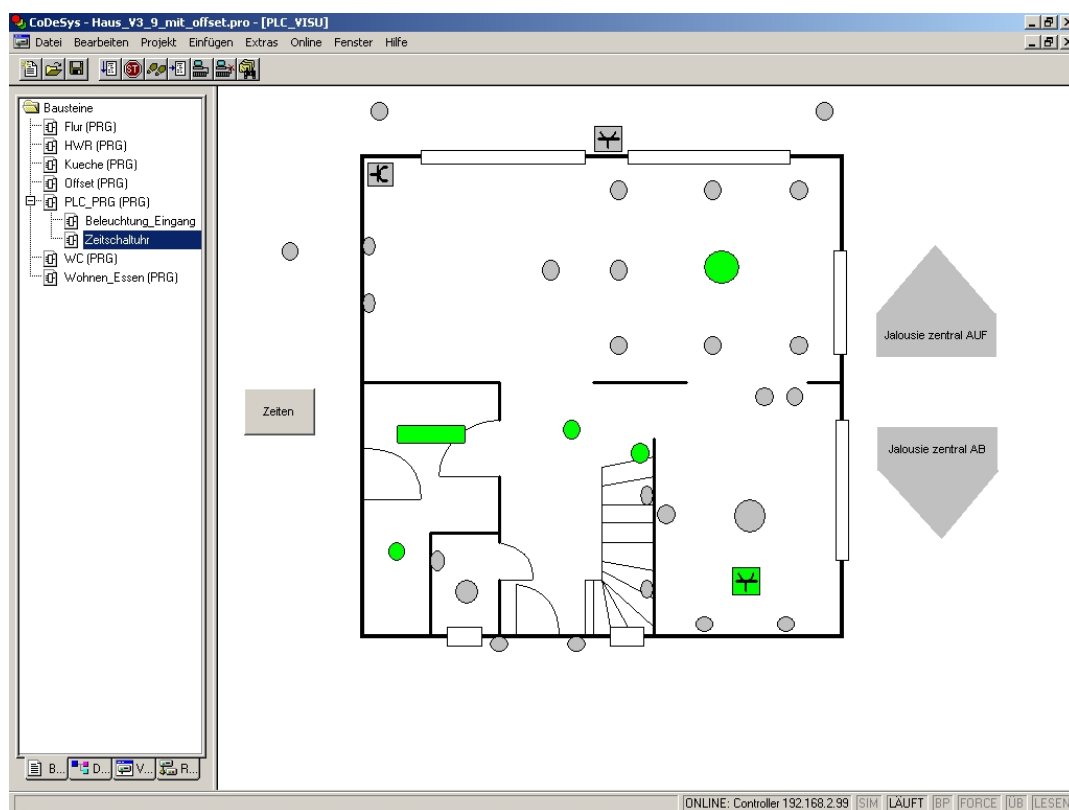 CoDeSys - Haus_V3_9_mit_offset.pro - [PLC_VISU]
Datei Bearbeiten Projekt Einfügen Extras Online Fenster Hilfe
STOP
Bausteine
Flur (PRG)
HWR (PRG)
Kueche (PRG)
Offset (PRG)
PLC_PRG (PRG)
Beleuchtung_Eingang
Zeitschaltuhr
WC (PRG)
Wohnen_Essen (PRG)
Jalousie zentral AUF
Zeiten
Jalousie zentral AB
B... D... V... R...
ONLINE: Controller 192.168.2.99 SIM LÄUFT BP FORCE ÜB LESEN